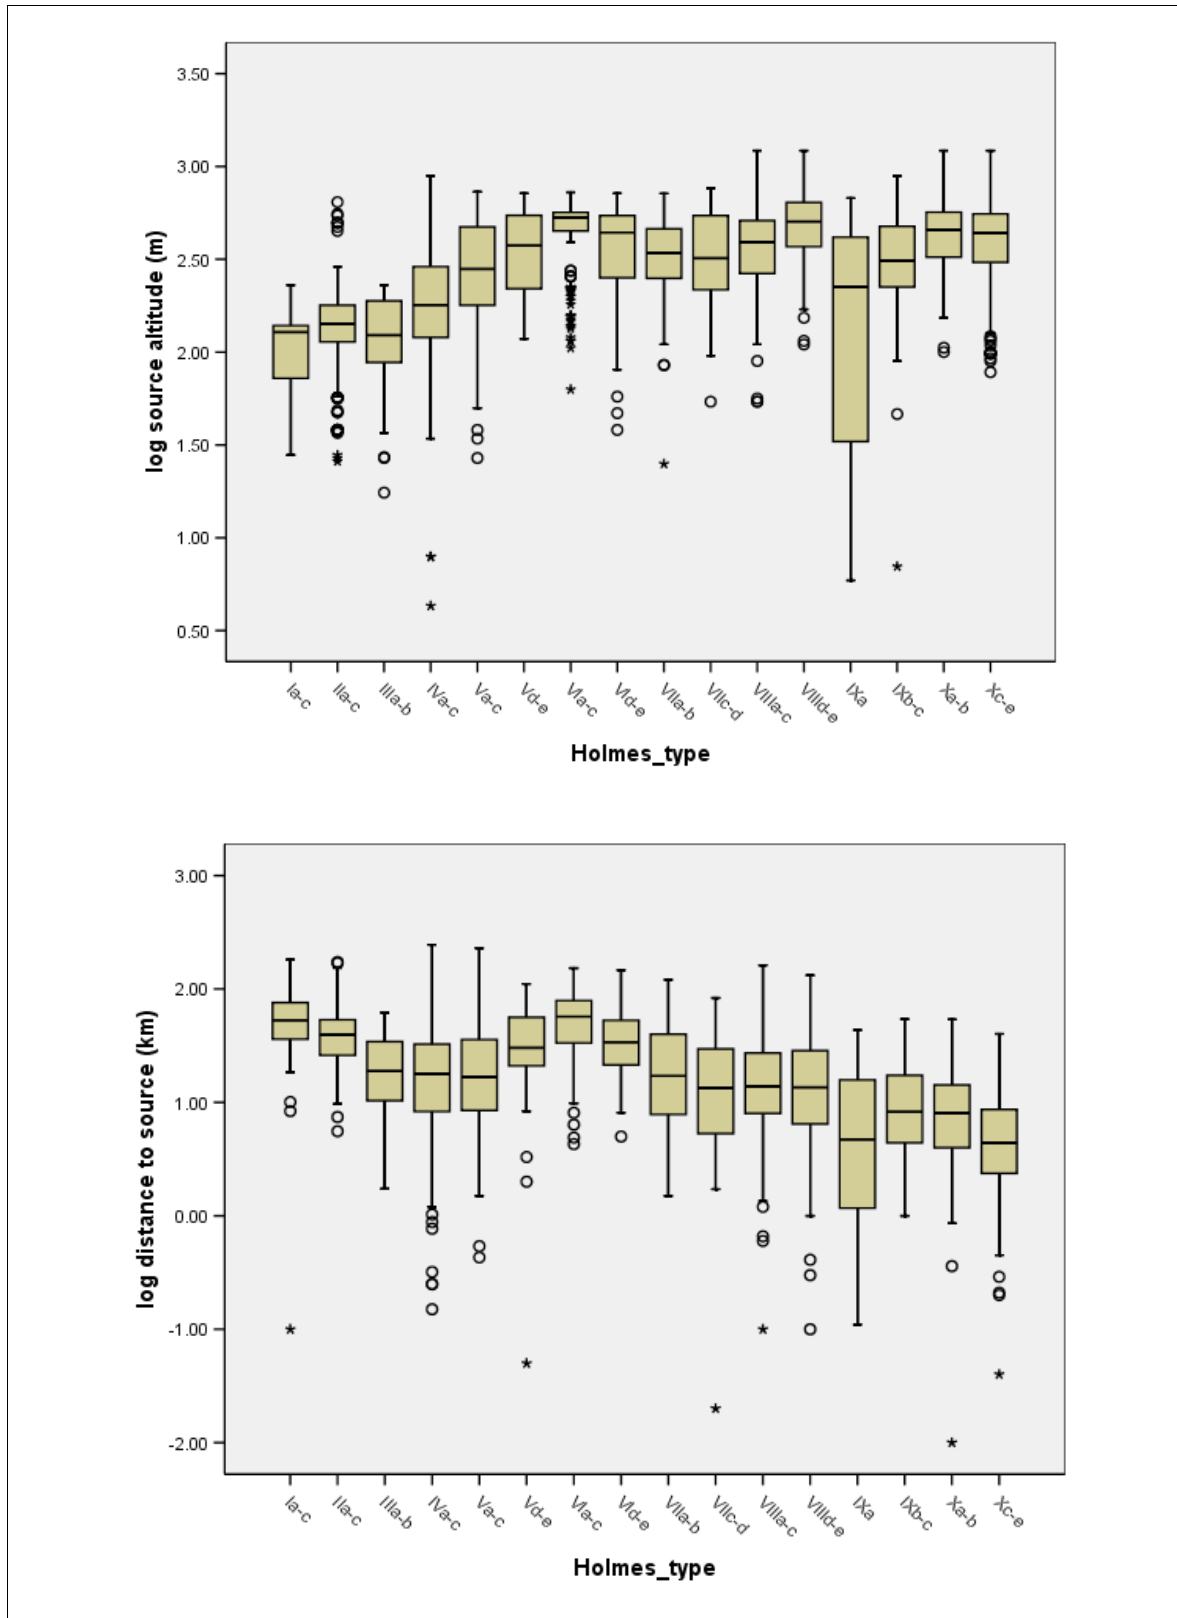 3.50
3.00
2.50
2.00
1.50
1.00
0.50
log source altitude (m)
Ia-c IIa-c IIIa-b IVa-c Va-c Vd-e VIa-c VId-e VIIa-b VIIc-d VIIIa-c VIIId-e IXa IXb-c Xa-b Xc-e
Holmes_type
3.00
2.00
1.00
0.00
-1.00
-2.00
log distance to source (km)
Ia-c IIa-c IIIa-b IVa-c Va-c Vd-e VIa-c VId-e VIIa-b VIIc-d VIIIa-c VIIId-e IXa IXb-c Xa-b Xc-e
Holmes_type